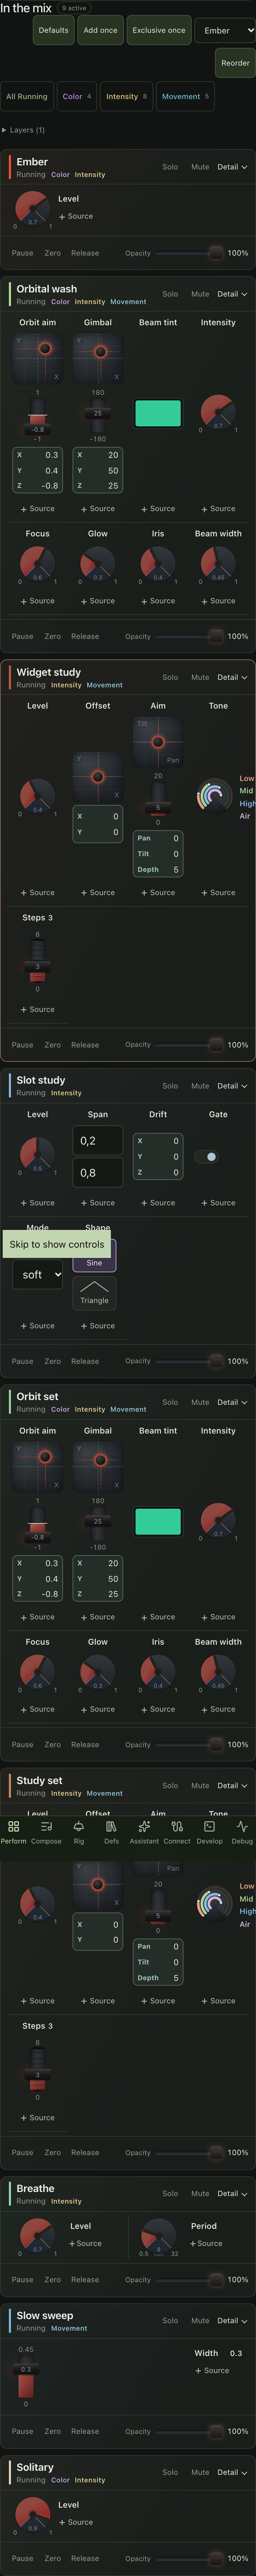 In the mix 9 active
Defaults Add once Exclusive once Ember
Reorder
All Running Color 4 Intensity 8 Movement 5
Layers (1)
Ember Solo Mute Detail
Running Color Intensity
Level
0.7
+ Source
0 1
Pause Zero Release Opacity 100%
Orbital wash Solo Mute Detail
Running Color Intensity Movement
Orbit aim Gimbal Beam tint Intensity
Y Y
X X
1 180
25 0.7
-0.8 0 1
-1 -180
X 0.3 X 20
Y 0.4 Y 50
Z -0.8 Z 25
+ Source + Source + Source + Source
Focus Glow Iris Beam width
0.6 0.3 0.4 0.45
0 1 0 1 0 1 0 1
+ Source + Source + Source + Source
Pause Zero Release Opacity 100%
Widget study Solo Mute Detail
Running Intensity Movement
Level Offset Aim Tone
Tilt
Y Pan
X 20
Low
Mid
High
Air
0.4 5
0 1 0
X 0
Y 0
Pan 0
Tilt 0
Depth 5
+ Source + Source + Source + Source
Steps 3
8
3
0
+ Source
Pause Zero Release Opacity 100%
Slot study Solo Mute Detail
Running Intensity
Level Span Drift Gate
0,2
0,8
X 0
Y 0
Z 0
0.5
0 1
+ Source + Source + Source + Source
Mode Shape
Skip to show controls
soft Sine
Triangle
+ Source + Source
Pause Zero Release Opacity 100%
Orbit set Solo Mute Detail
Running Color Intensity Movement
Orbit aim Gimbal Beam tint Intensity
Y Y
X X
1 180
25 0.7
-0.8 0 1
-1 -180
X 0.3 X 20
Y 0.4 Y 50
Z -0.8 Z 25
+ Source + Source + Source + Source
Focus Glow Iris Beam width
0.6 0.3 0.4 0.45
0 1 0 1 0 1 0 1
+ Source + Source + Source + Source
Pause Zero Release Opacity 100%
Study set Solo Mute Detail
Running Intensity Movement
Level Offset Aim Tone
Perform Compose Rig Defs Assistant Connect Develop Debug
Pan
X 20
Low
Mid
High
Air
0.4 5
0 1 0
X 0
Y 0
Pan 0
Tilt 0
Depth 5
+ Source + Source + Source + Source
Steps 3
8
3
0
+ Source
Pause Zero Release Opacity 100%
Breathe Solo Mute Detail
Running Intensity
Level Period
0.7 8
+ Source + Source
0 1 0.5 32
Pause Zero Release Opacity 100%
Slow sweep Solo Mute Detail
Running Movement
0.45
Width 0.3
0.3
+ Source
0
Pause Zero Release Opacity 100%
Solitary Solo Mute Detail
Running Color Intensity
Level
0.9
+ Source
0 1
Pause Zero Release Opacity 100%